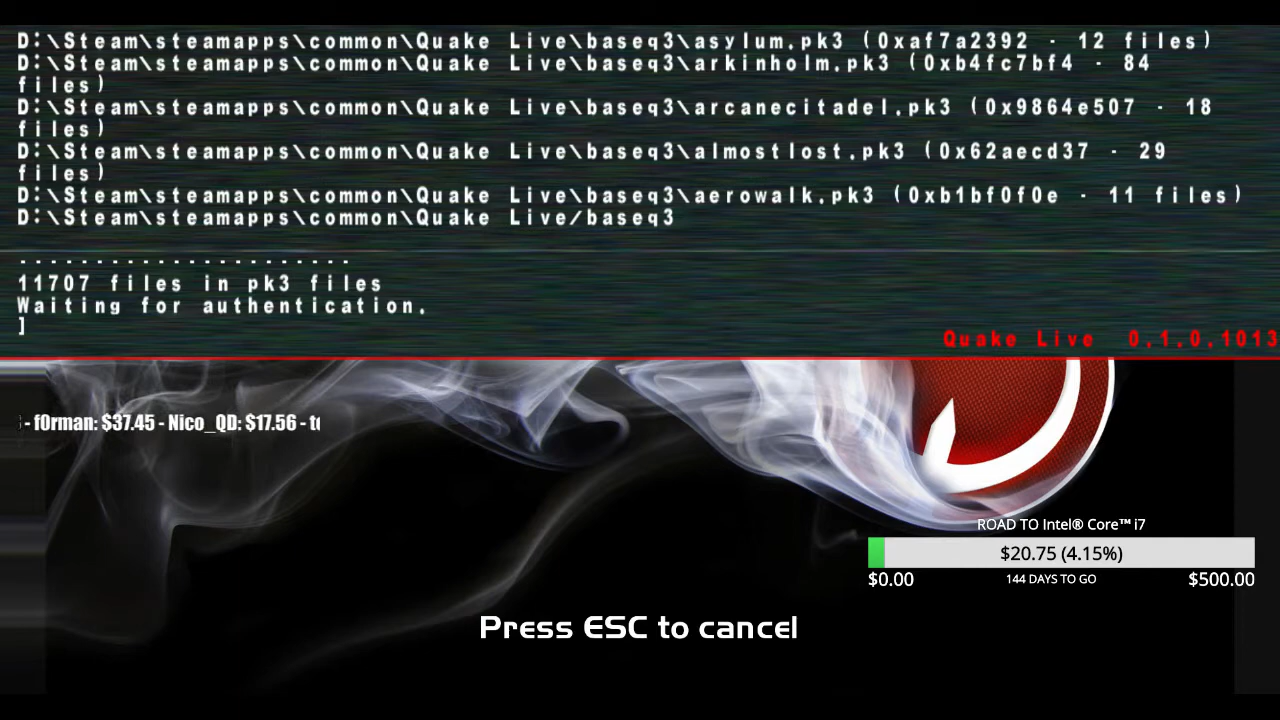 D:\Steam\steamapps\common\Quake Live\baseq3\asylum.pk3 (0xaf7a2392 - 12 files)
D:\Steam\steamapps\common\Quake Live\baseq3\arkinholm.pk3 (0xb4fc7bf4 - 84
files)
D:\Steam\steamapps\common\Quake Live\baseq3\arcanecitadel.pk3 (0x9864e507 - 18
files)
D:\Steam\steamapps\common\Quake Live\baseq3\almostlost.pk3 (0x62aecd37 - 29
files)
D:\Steam\steamapps\common\Quake Live\baseq3\aerowalk.pk3 (0xb1bf0f0e - 11 files)
D:\Steam\steamapps\common\Quake Live/baseq3
----------------------
11707 files in pk3 files
Waiting for authentication.
]
Quake Live 0.1.0.1013
- f0rman: $37.45 - Nico_QD: $17.56 -
ROAD TO Intel® Core™ i7
$20.75 (4.15%)
$0.00 144 DAYS TO GO $500.00
Press ESC to cancel